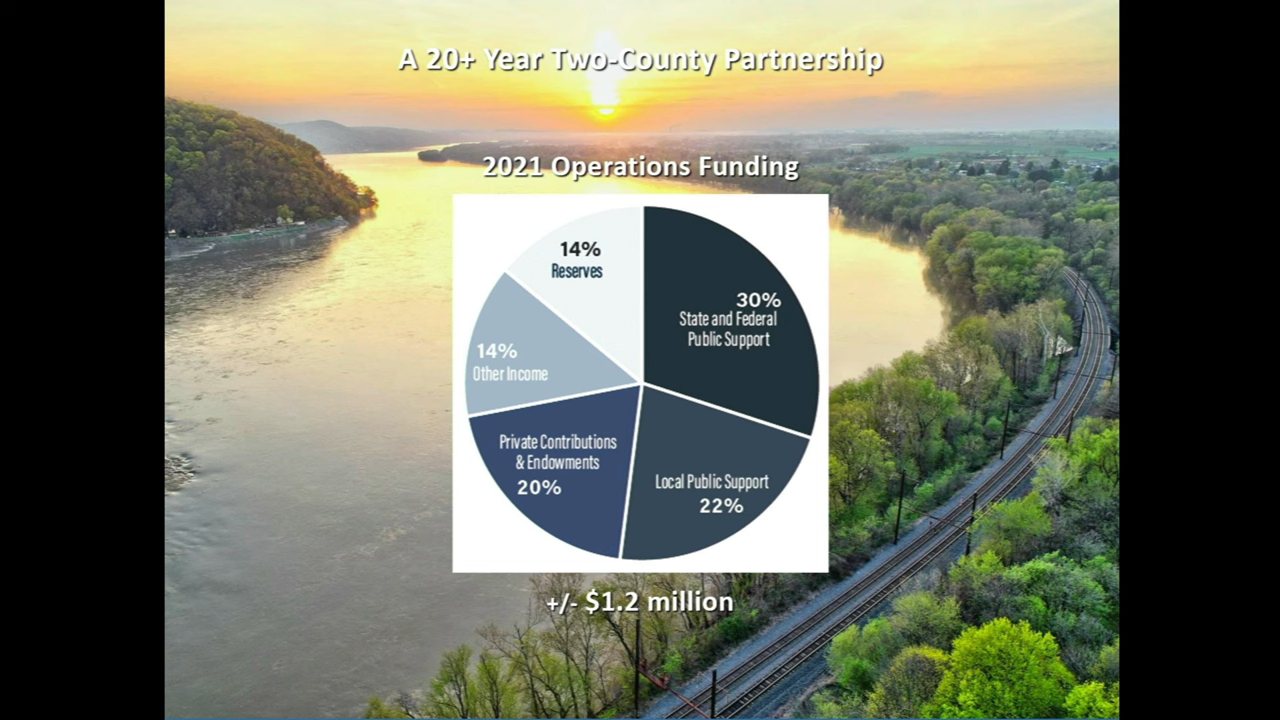 A 20+ Year Two-County Partnership
2021 Operations Funding
14%
Reserves
30%
State and Federal
Public Support
14%
Other Income
Private Contributions
& Endowments
20%
Local Public Support
22%
+/- $1.2 million